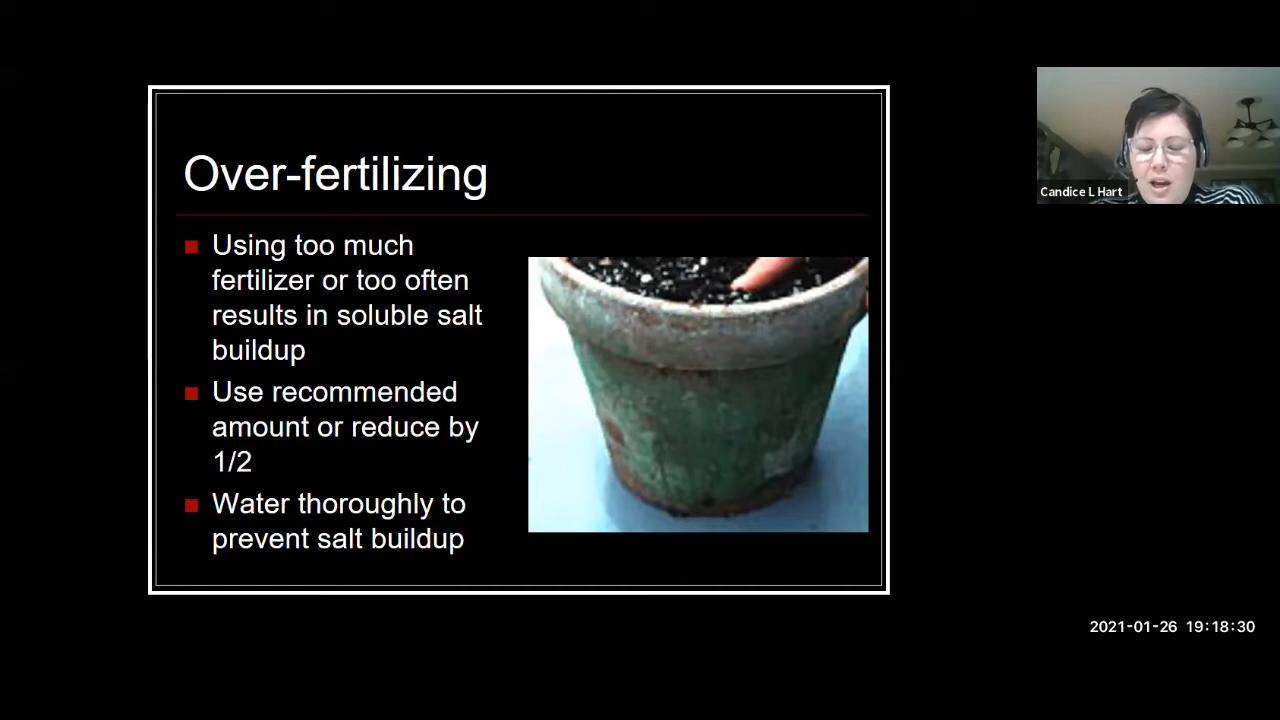 Over-fertilizing
Using too much
fertilizer or too often
results in soluble salt
buildup
Use recommended
amount or reduce by
1/2
Water thoroughly to
prevent salt buildup
Candice L Hart
2021-01-26 19:18:30